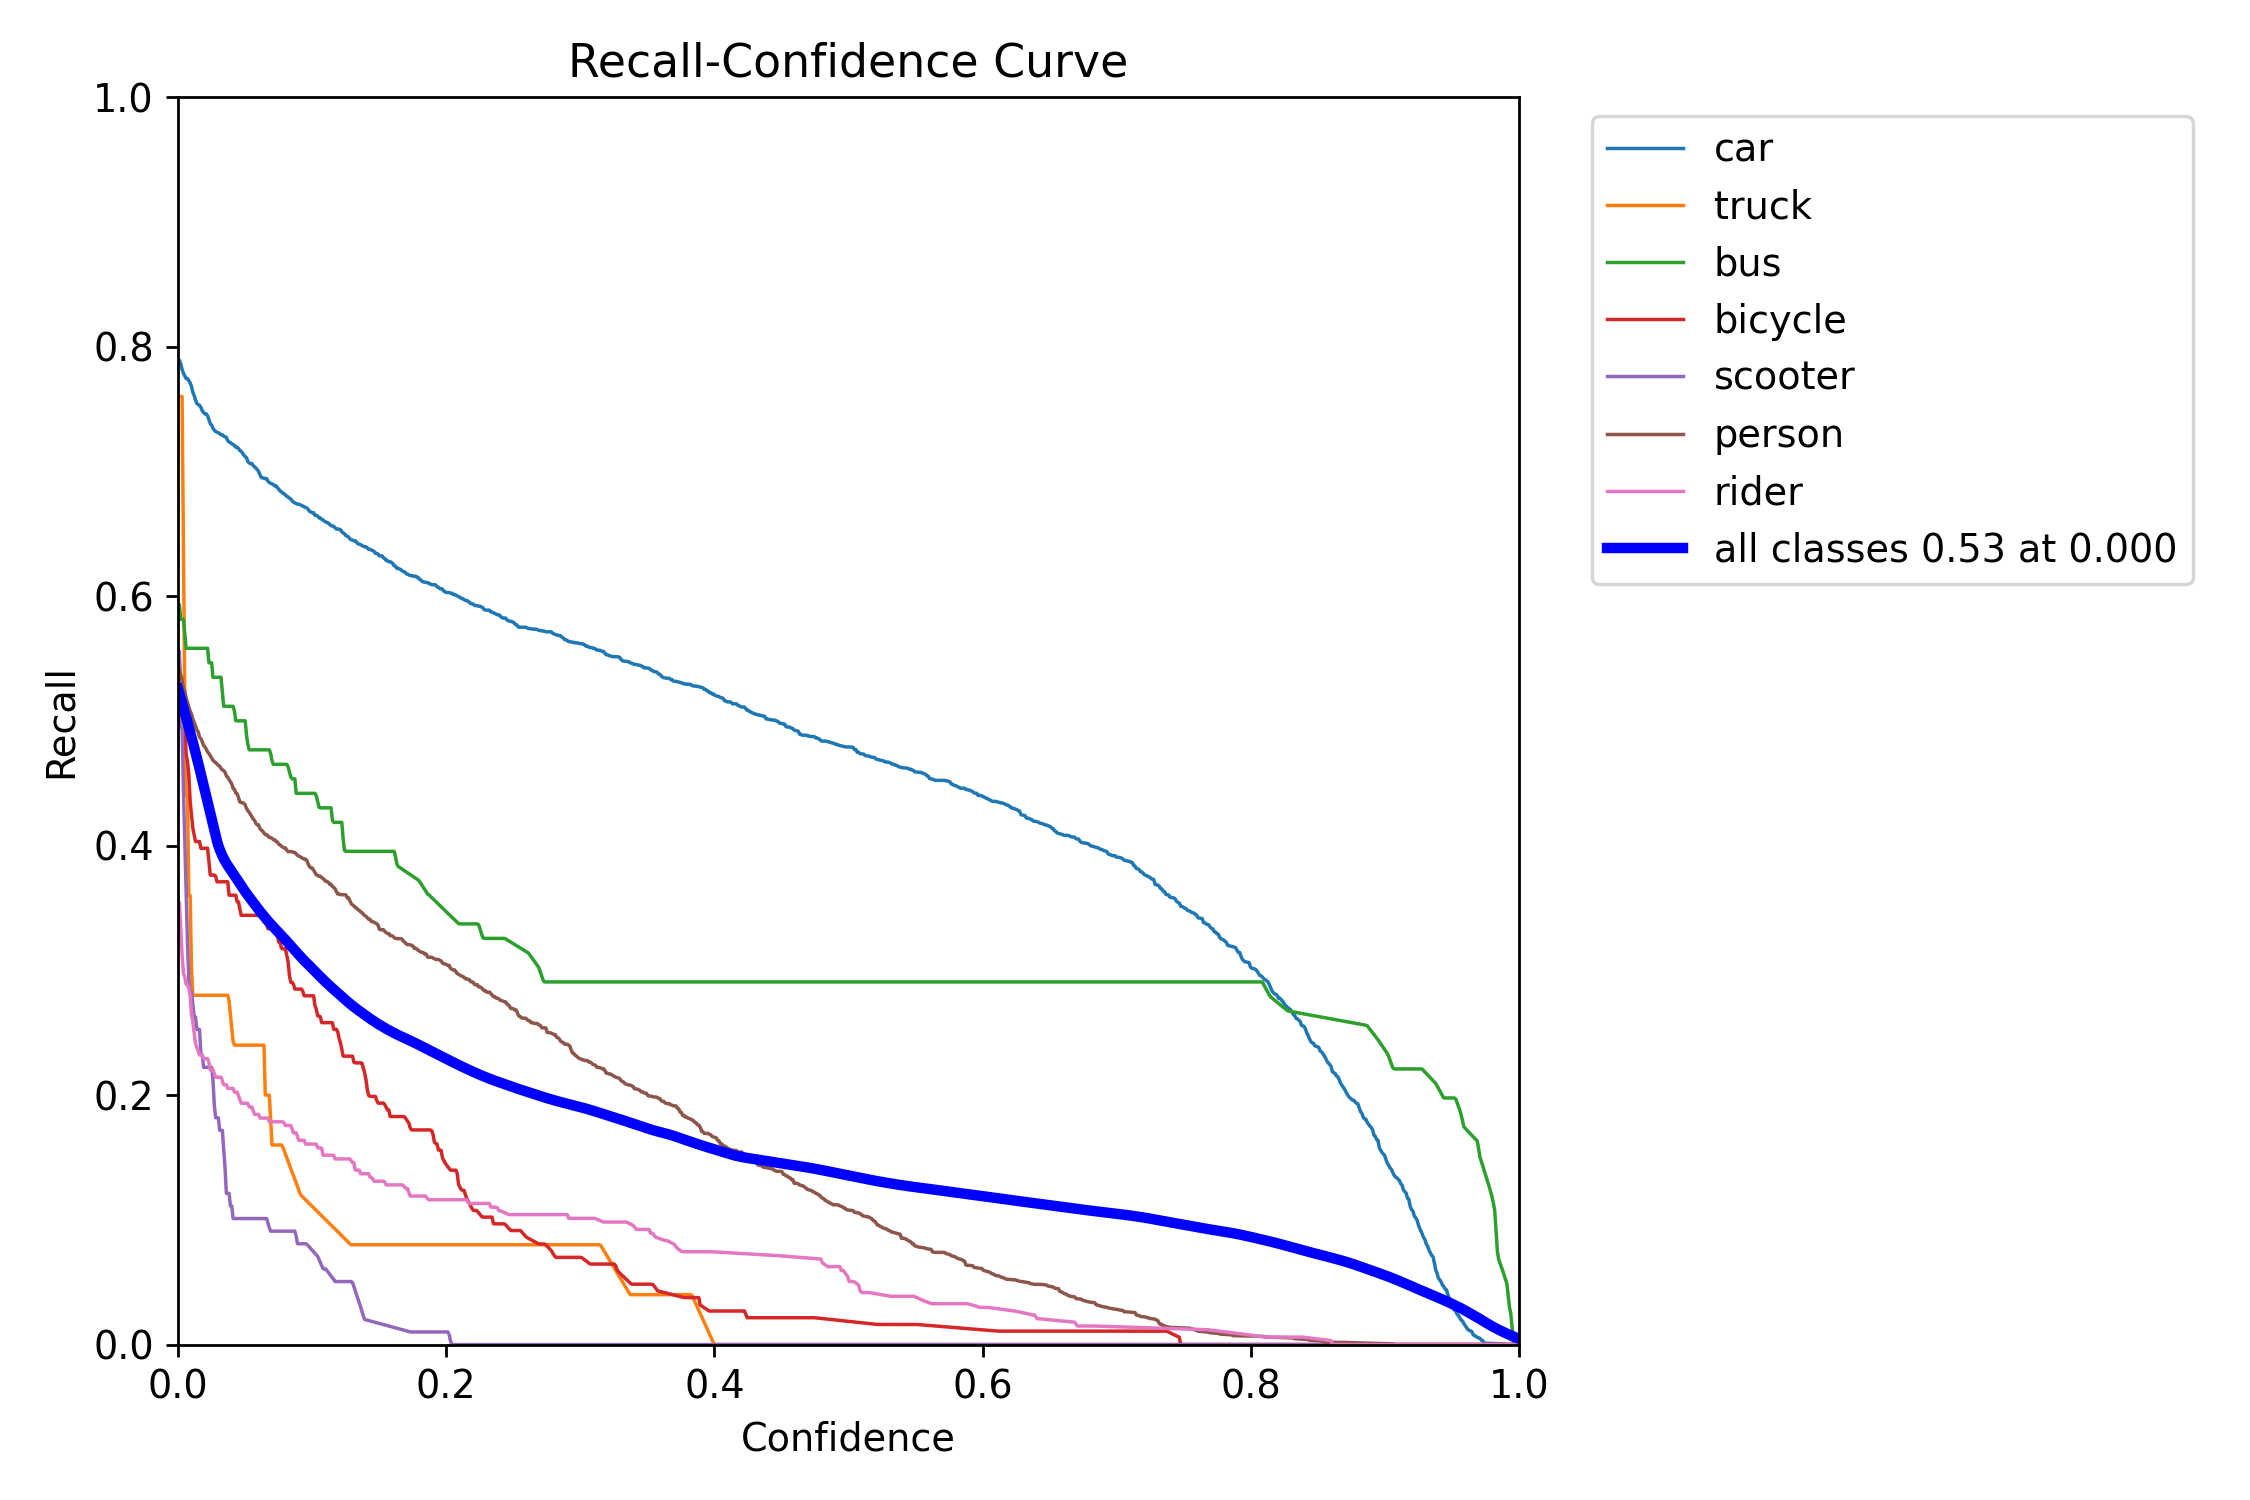 Recall-Confidence Curve
1.0
0.8
0.6
0.4
0.2
0.0
Recall
0.0 0.2 0.4 0.6 0.8 1.0
Confidence
car
truck
bus
bicycle
scooter
person
rider
all classes 0.53 at 0.000